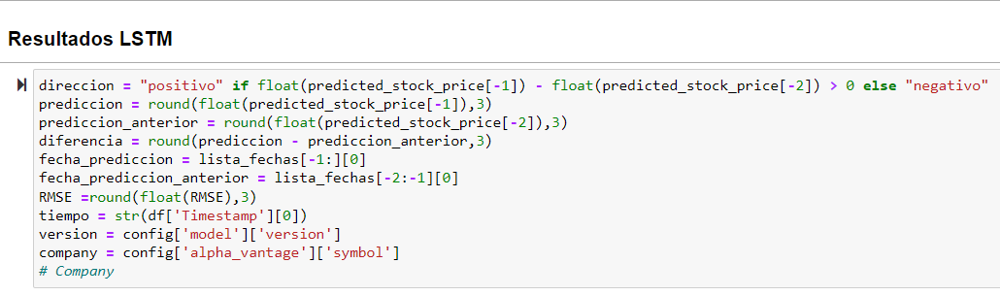 Resultados LSTM
direccion = "positivo" if float(predicted_stock_price[-1]) - float(predicted_stock_price[-2]) > 0 else "negativo"
prediccion = round(float(predicted_stock_price[-1]),3)
prediccion_anterior = round(float(predicted_stock_price[-2]),3)
diferencia = round(prediccion - prediccion_anterior,3)
fecha_prediccion = lista_fechas[-1:][0]
fecha_prediccion_anterior = lista_fechas[-2:-1][0]
RMSE =round(float(RMSE),3)
tiempo = str(df['Timestamp'][0])
version = config['model']['version']
company = config['alpha_vantage']['symbol']
# Company